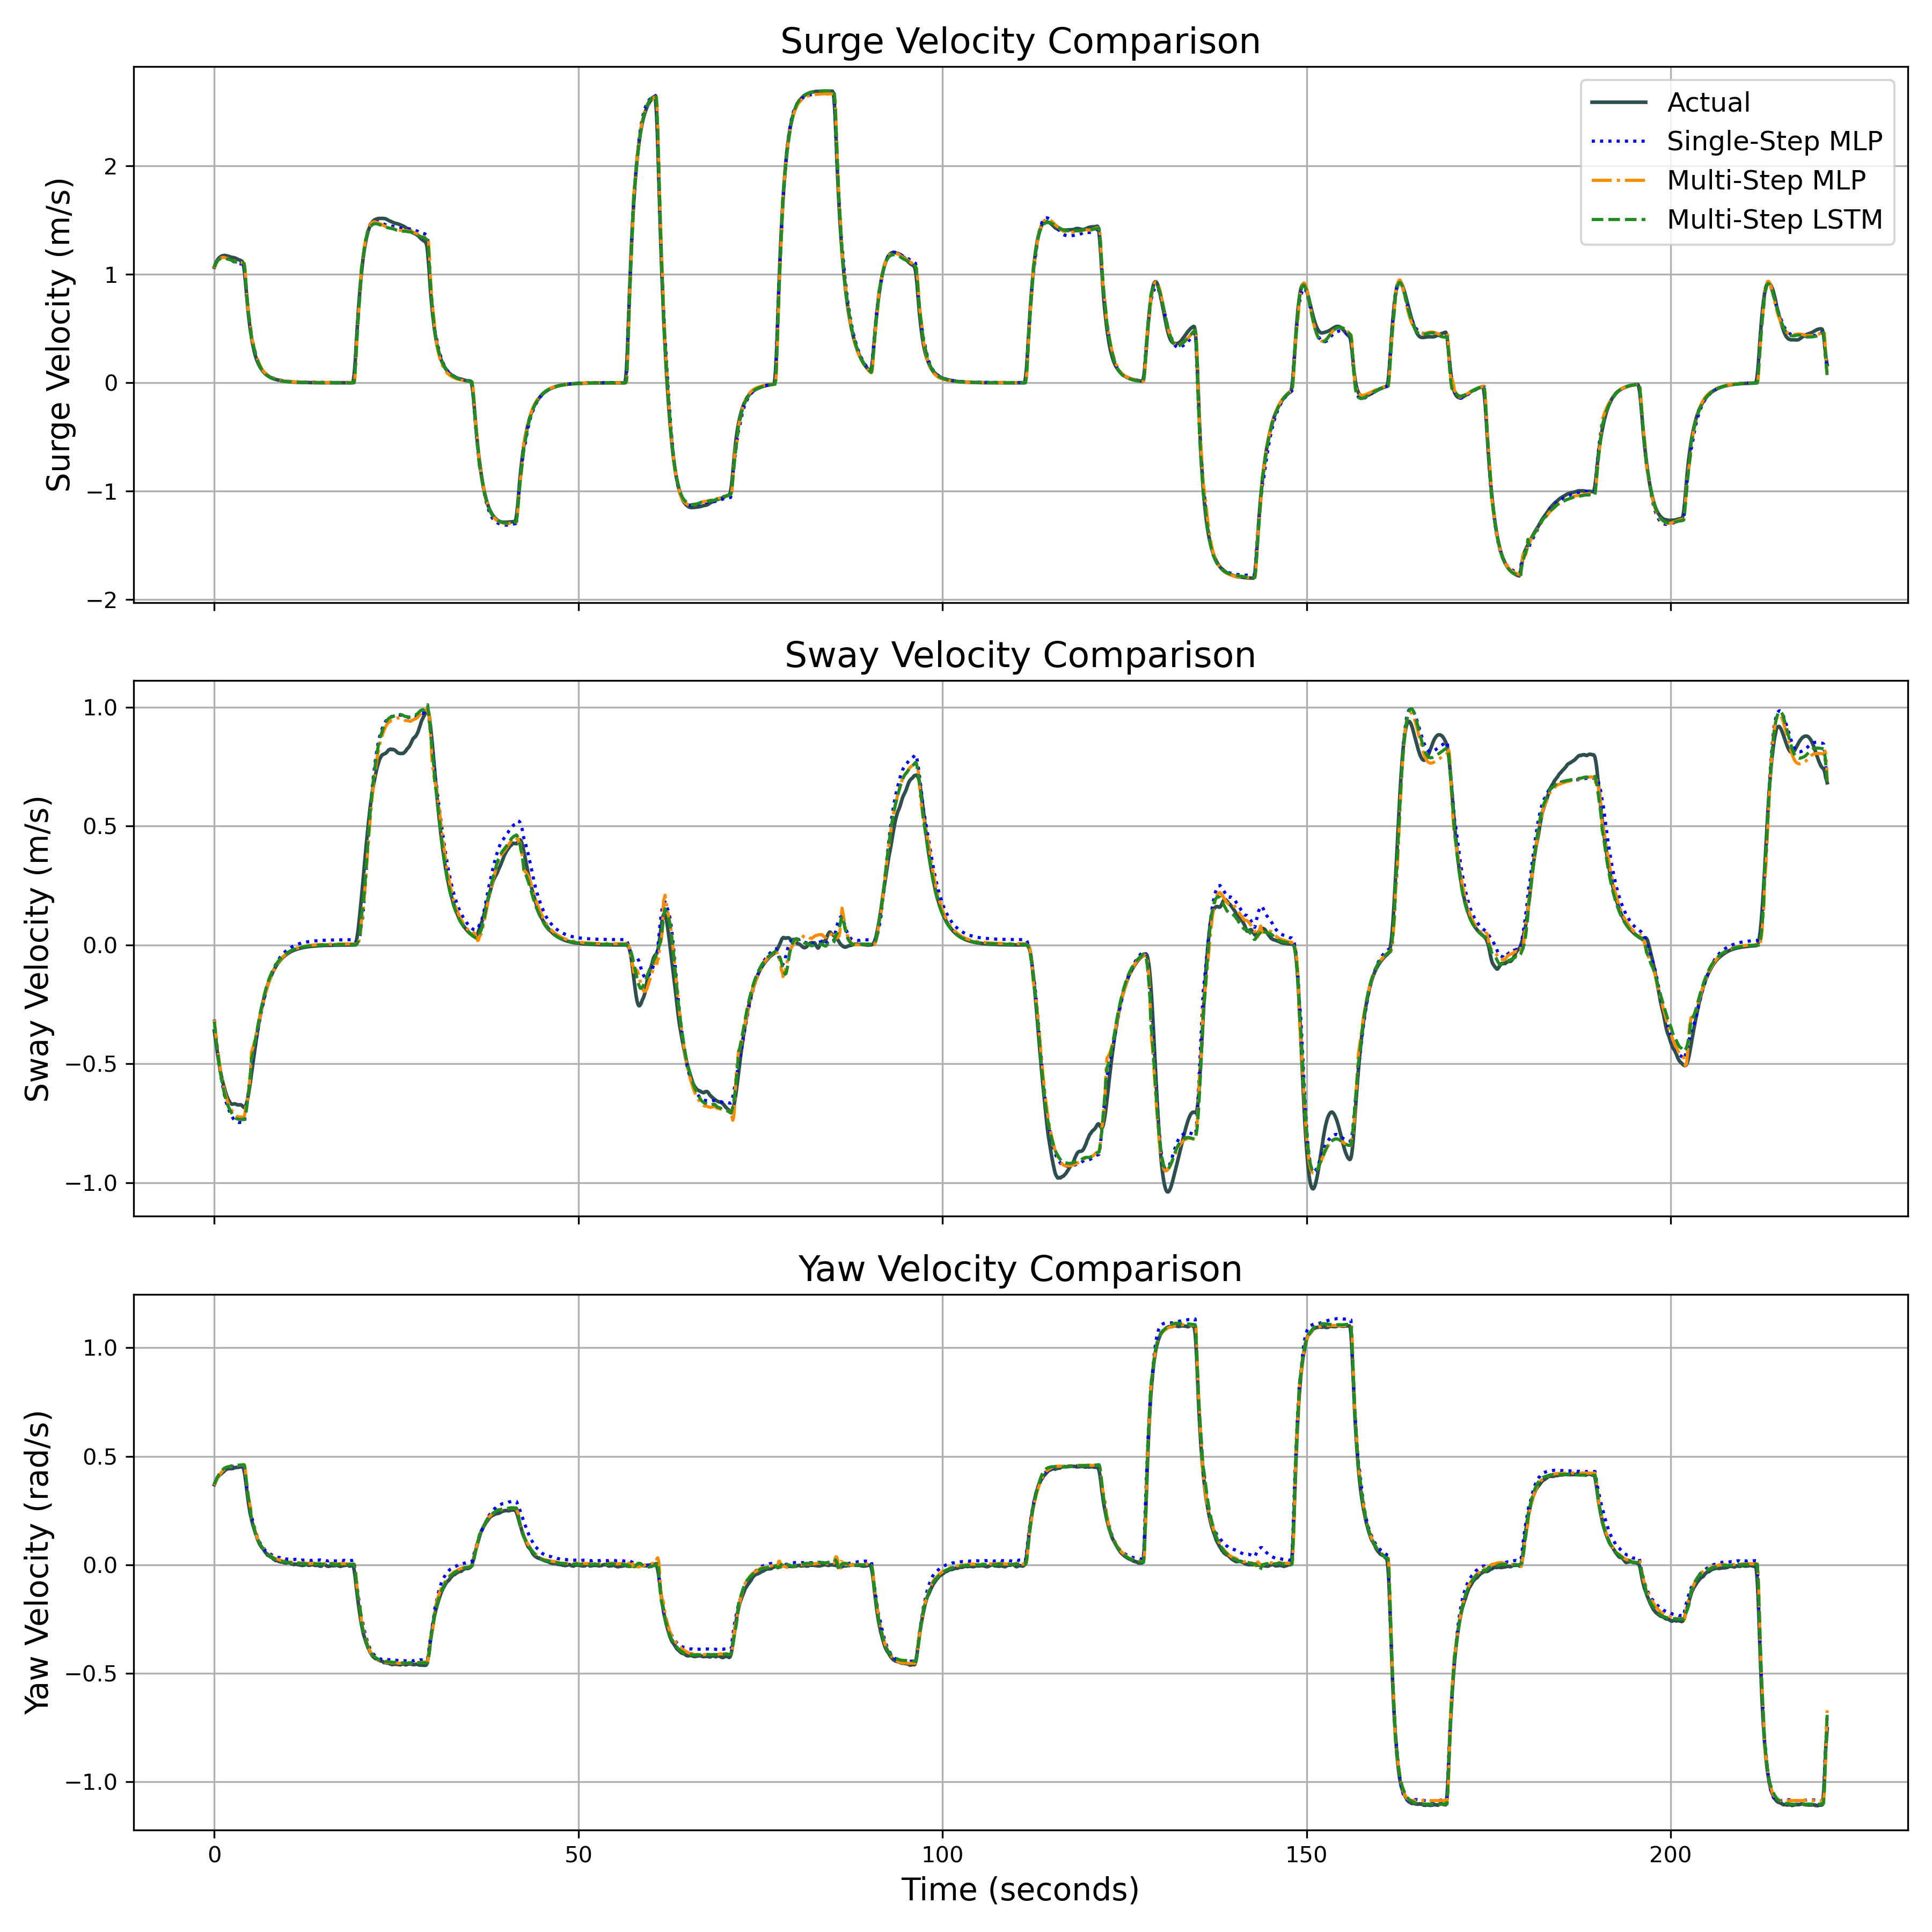 Surge Velocity Comparison
Surge Velocity (m/s)
2
1
0
−1
−2
Actual
Single-Step MLP
Multi-Step MLP
Multi-Step LSTM
Sway Velocity Comparison
Sway Velocity (m/s)
1.0
0.5
0.0
−0.5
−1.0
Yaw Velocity Comparison
Yaw Velocity (rad/s)
1.0
0.5
0.0
−0.5
−1.0
0 50 100 150 200
Time (seconds)